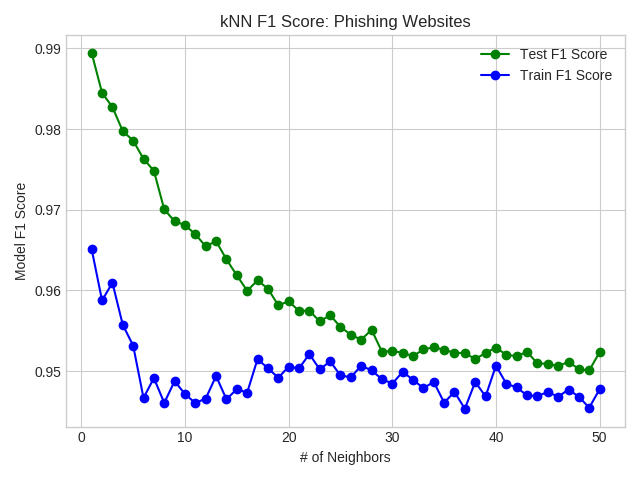 kNN F1 Score: Phishing Websites
Test F1 Score
Train F1 Score
0.99
0.98
0.97
0.96
0.95
Model F1 Score
0 10 20 30 40 50
# of Neighbors